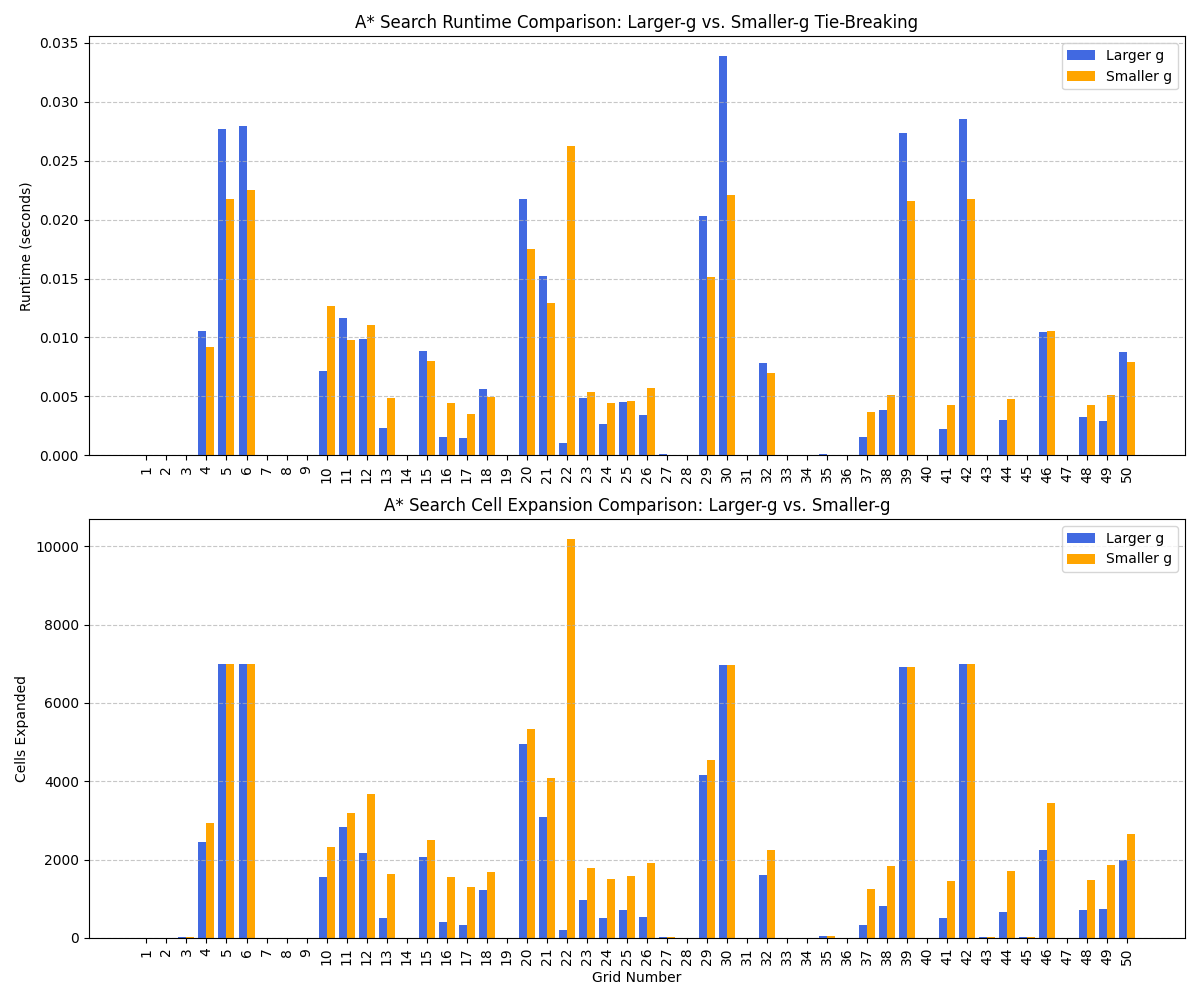 A* Search Runtime Comparison: Larger-g vs. Smaller-g Tie-Breaking
Larger g
Smaller g
Runtime (seconds)
0.035
0.030
0.025
0.020
0.015
0.010
0.005
0.000
1 2 3 4 5 6 7 8 9 10 11 12 13 14 15 16 17 18 19 20 21 22 23 24 25 26 27 28 29 30 31 32 33 34 35 36 37 38 39 40 41 42 43 44 45 46 47 48 49 50
A* Search Cell Expansion Comparison: Larger-g vs. Smaller-g
Larger g
Smaller g
Cells Expanded
10000
8000
6000
4000
2000
0
1 2 3 4 5 6 7 8 9 10 11 12 13 14 15 16 17 18 19 20 21 22 23 24 25 26 27 28 29 30 31 32 33 34 35 36 37 38 39 40 41 42 43 44 45 46 47 48 49 50
Grid Number